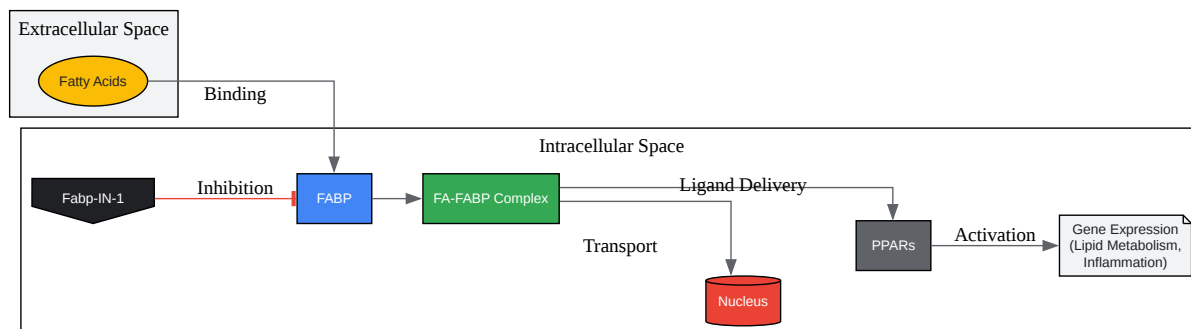 Extracellular Space
Fatty Acids
Binding
Intracellular Space
Fabp-IN-1
Inhibition
FABP
FA-FABP Complex
Ligand Delivery
Transport
PPARs
Activation
Gene Expression
(Lipid Metabolism,
Inflammation)
Nucleus